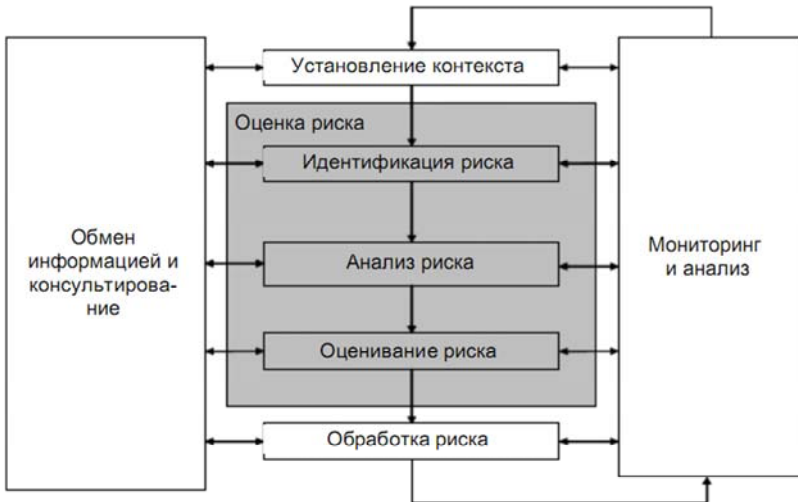 Установление контекста
Оценка риска
Идентификация риска
Обмен
информацией и
консультирова-
ние
Анализ риска
Мониторинг
и анализ
Оценивание риска
Обработка риска